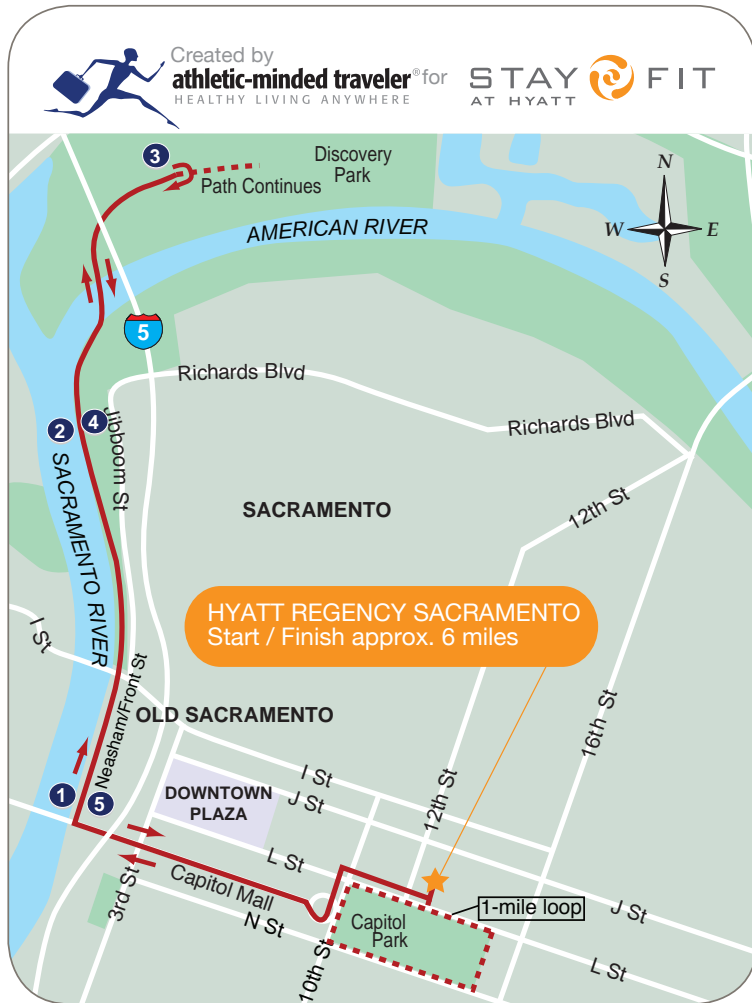 Created by
athletic-minded traveler® for
HEALTHY LIVING ANYWHERE
STAY FIT
AT HYATT
3
Discovery
Park
Path Continues
N
W E
S
AMERICAN RIVER
5
Richards Blvd
Richards Blvd
2
4
Jibboom St
SACRAMENTO RIVER
SACRAMENTO
12th St
HYATT REGENCY SACRAMENTO
Start / Finish approx. 6 miles
I St
Neasham/Front St
OLD SACRAMENTO
16th St
1
5
DOWNTOWN
PLAZA
I St
J St
12th St
L St
Capitol Mall
3rd St
N St
1-mile loop
J St
Capitol
Park
10th St
L St